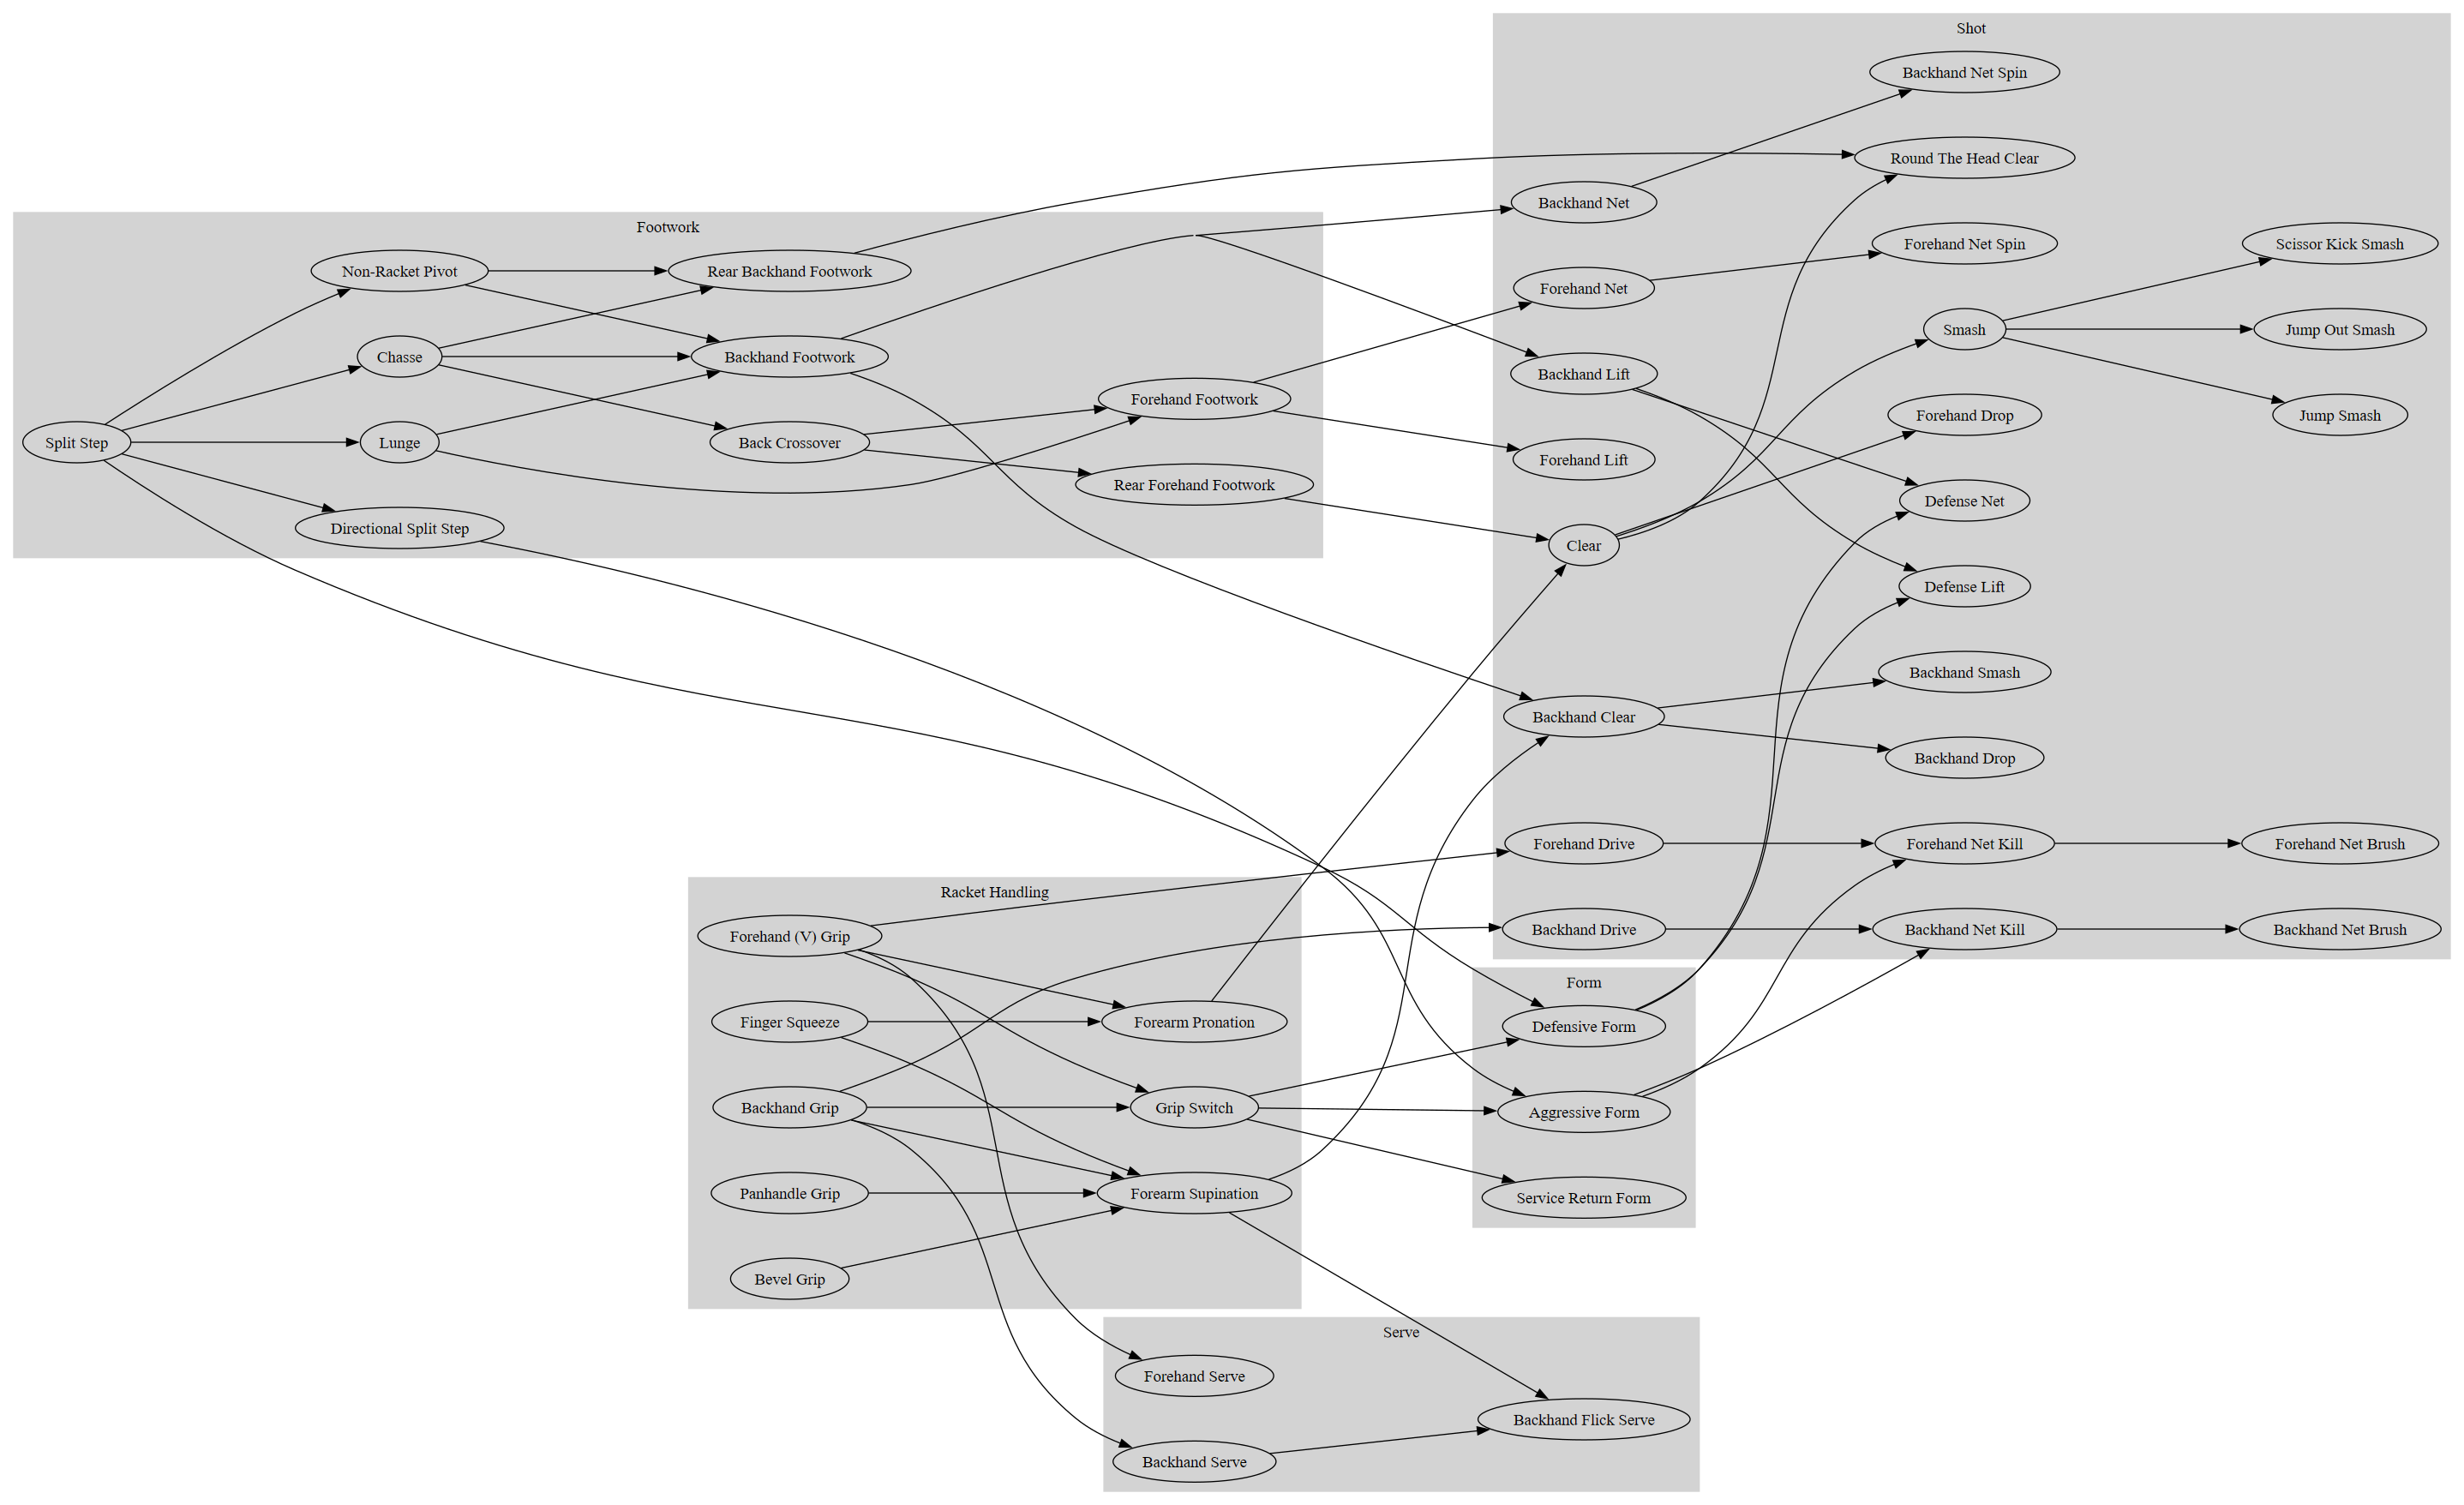 Shot
Backhand Net Spin
Round The Head Clear
Backhand Net
Footwork
Forehand Net Spin
Scissor Kick Smash
Non-Racket Pivot
Rear Backhand Footwork
Forehand Net
Smash
Jump Out Smash
Chasse
Backhand Footwork
Backhand Lift
Forehand Footwork
Forehand Drop
Jump Smash
Split Step
Lunge
Back Crossover
Forehand Lift
Rear Forehand Footwork
Defense Net
Directional Split Step
Clear
Defense Lift
Backhand Smash
Backhand Clear
Backhand Drop
Forehand Drive
Forehand Net Kill
Forehand Net Brush
Racket Handling
Forehand (V) Grip
Backhand Drive
Backhand Net Kill
Backhand Net Brush
Form
Finger Squeeze
Forearm Pronation
Defensive Form
Backhand Grip
Grip Switch
Aggressive Form
Panhandle Grip
Forearm Supination
Service Return Form
Bevel Grip
Serve
Forehand Serve
Backhand Flick Serve
Backhand Serve